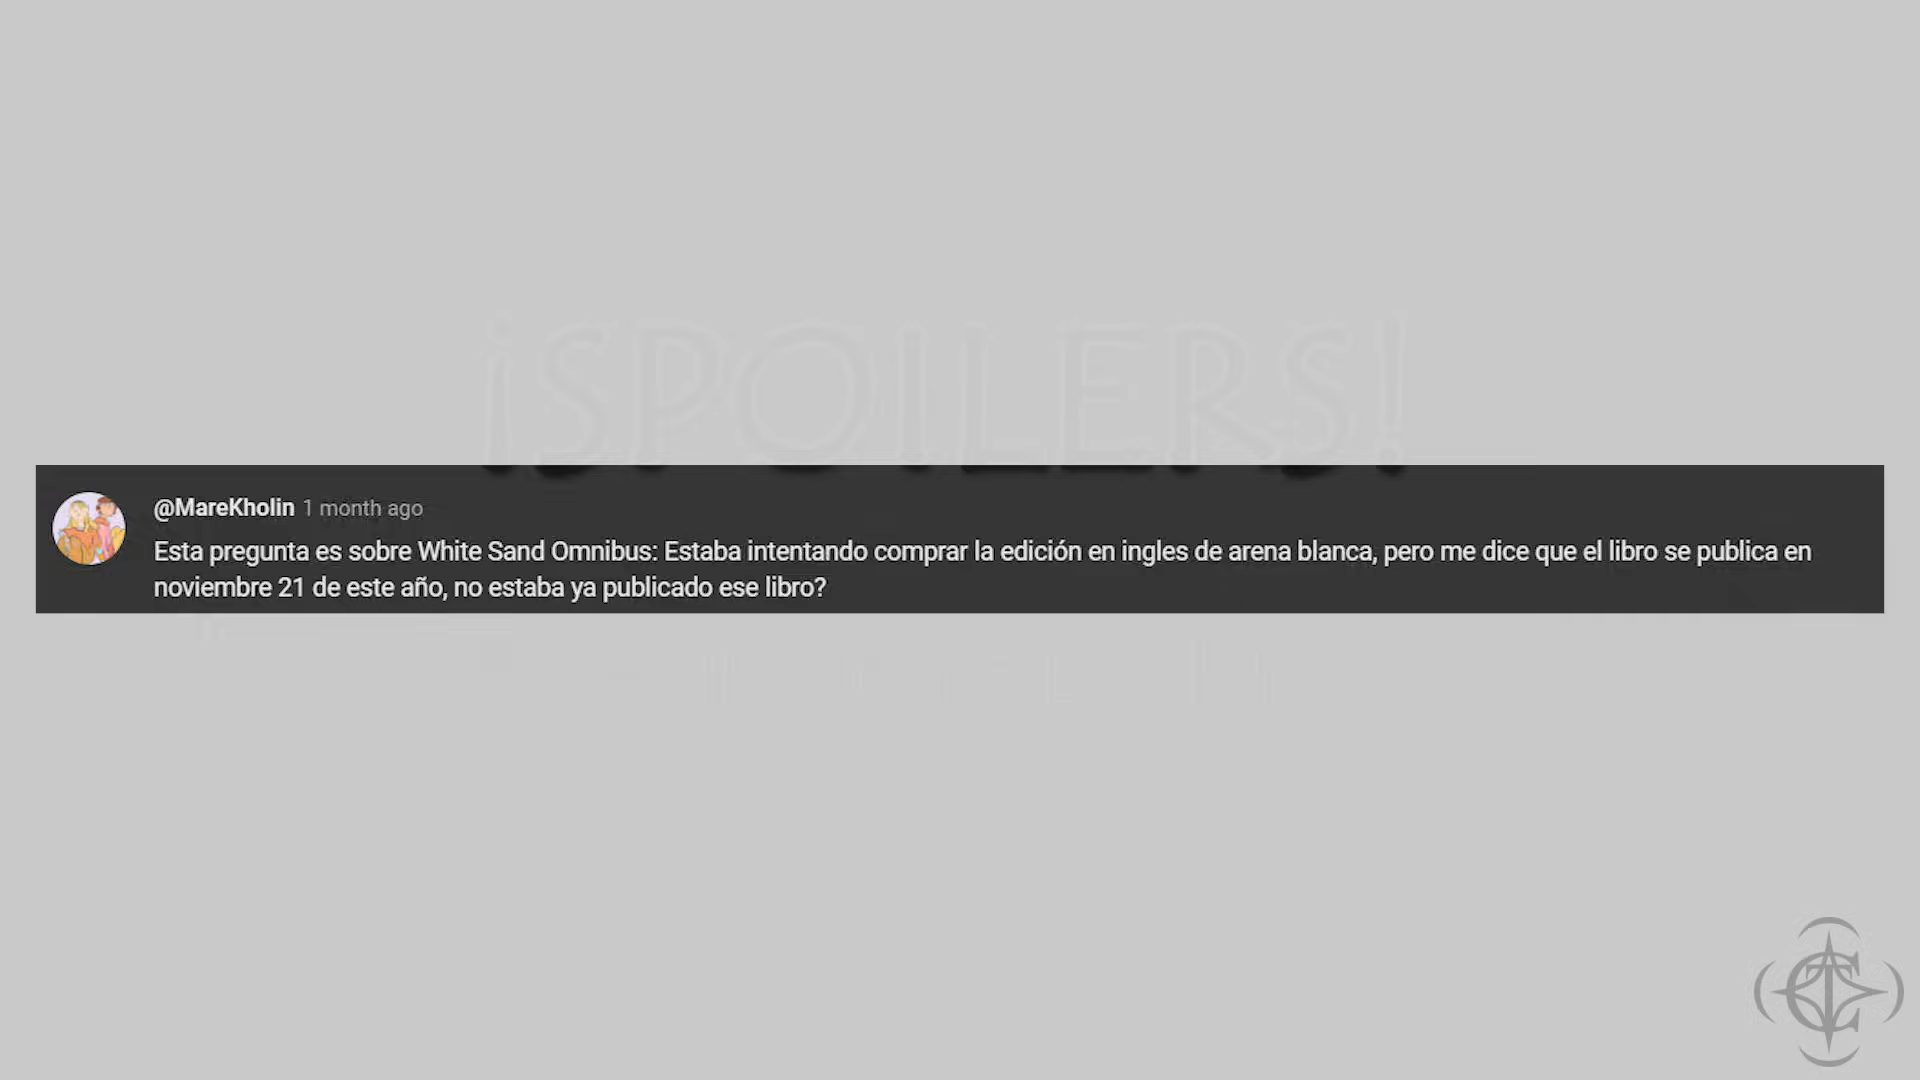 ¡SPOILERS!
@MareKholin 1 month ago
Esta pregunta es sobre White Sand Omnibus: Estaba intentando comprar la edición en ingles de arena blanca, pero me dice que el libro se publica en
noviembre 21 de este año, no estaba ya publicado ese libro?